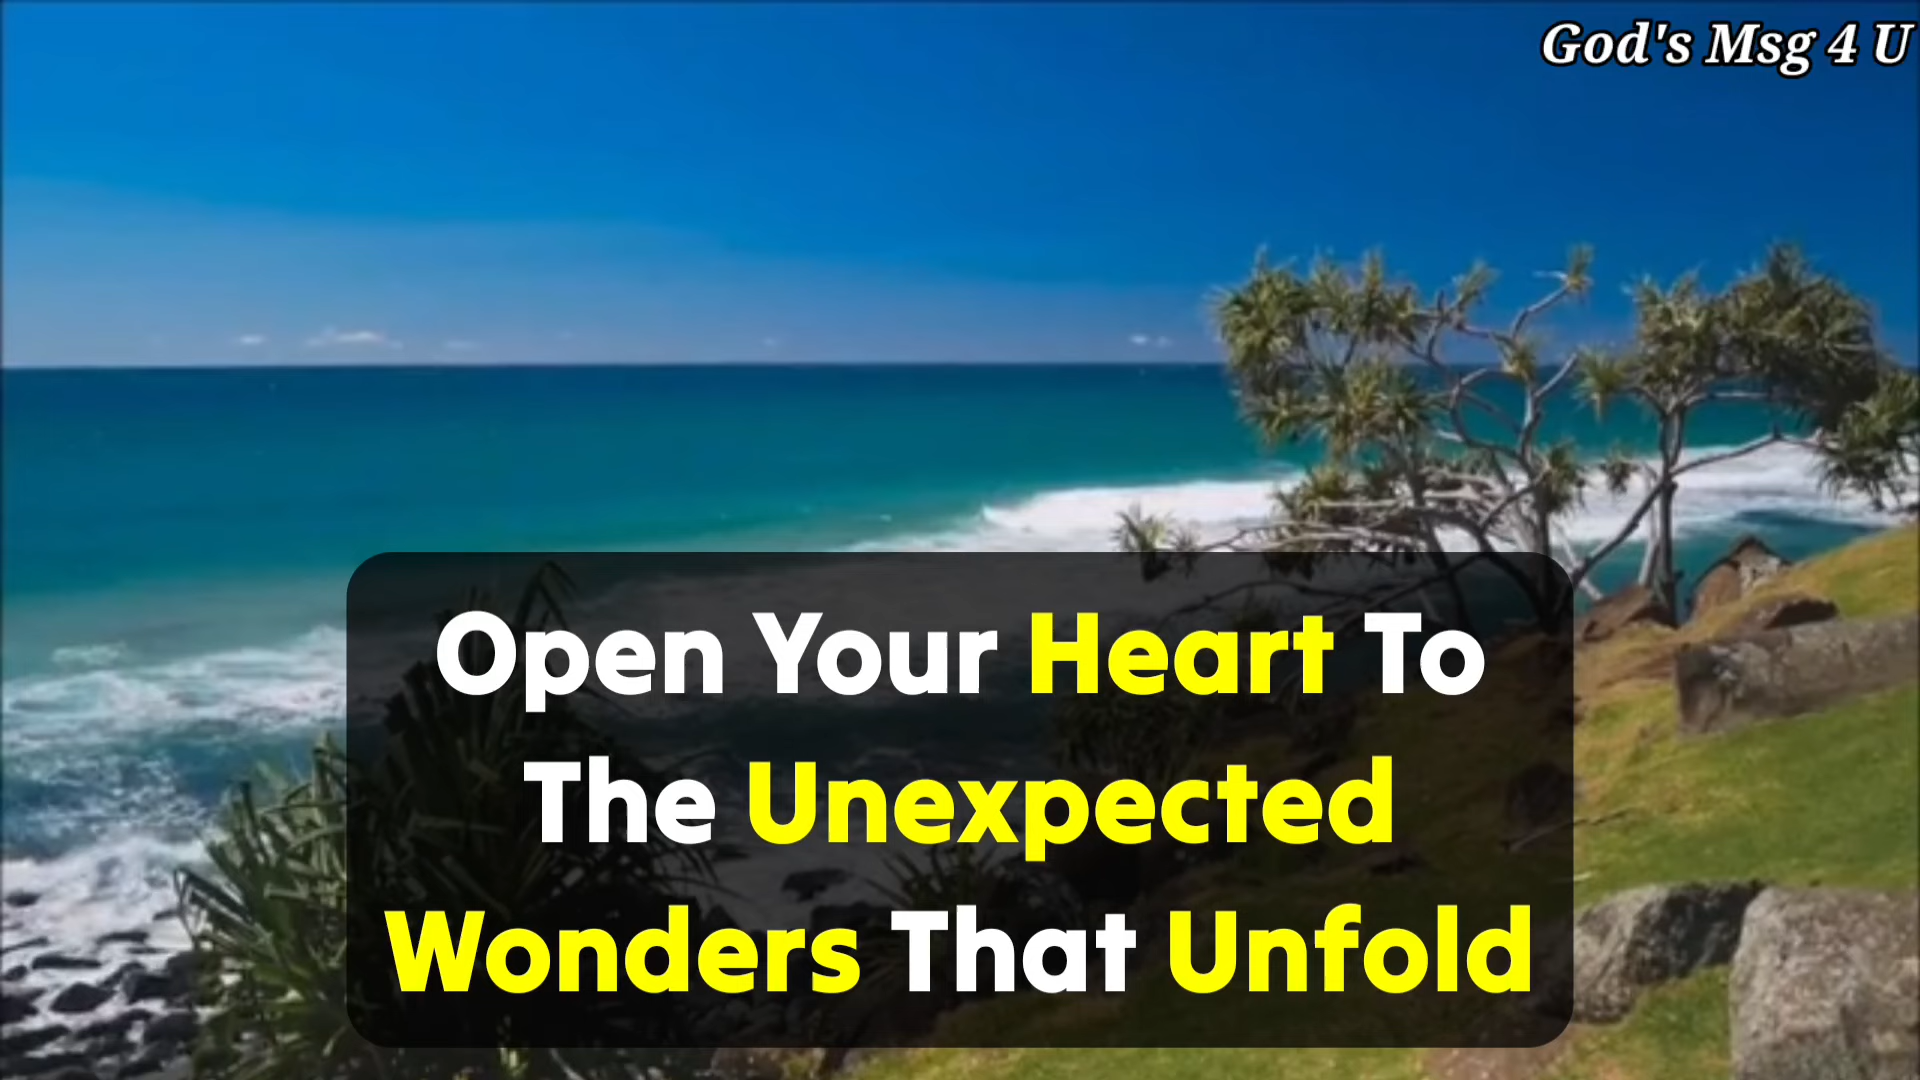 God's Msg 4 U
Open Your Heart To
The Unexpected
Wonders That Unfold